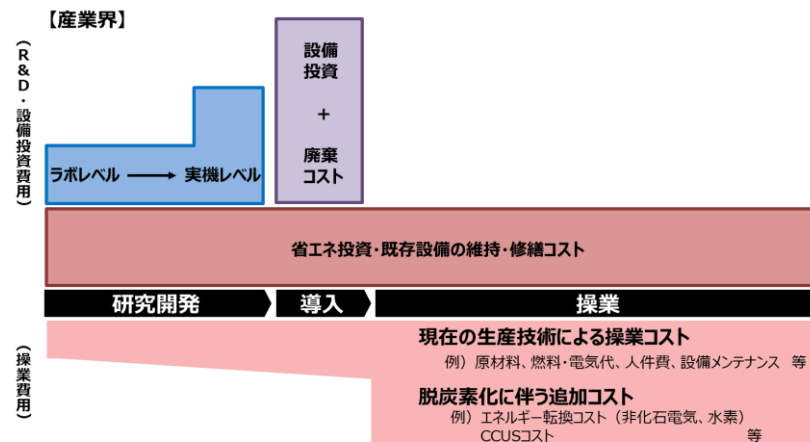 【産業界】
(R&D・設備投資費用)
設備
投資
+
廃棄
コスト
ラボレベル → 実機レベル
省エネ投資・既存設備の維持・修繕コスト
研究開発 導入 操業
(操業費用)
現在の生産技術による操業コスト
例）原材料、燃料・電気代、人件費、設備メンテナンス 等
脱炭素化に伴う追加コスト
例）エネルギー転換コスト（非化石電気、水素）
CCUSコスト 等